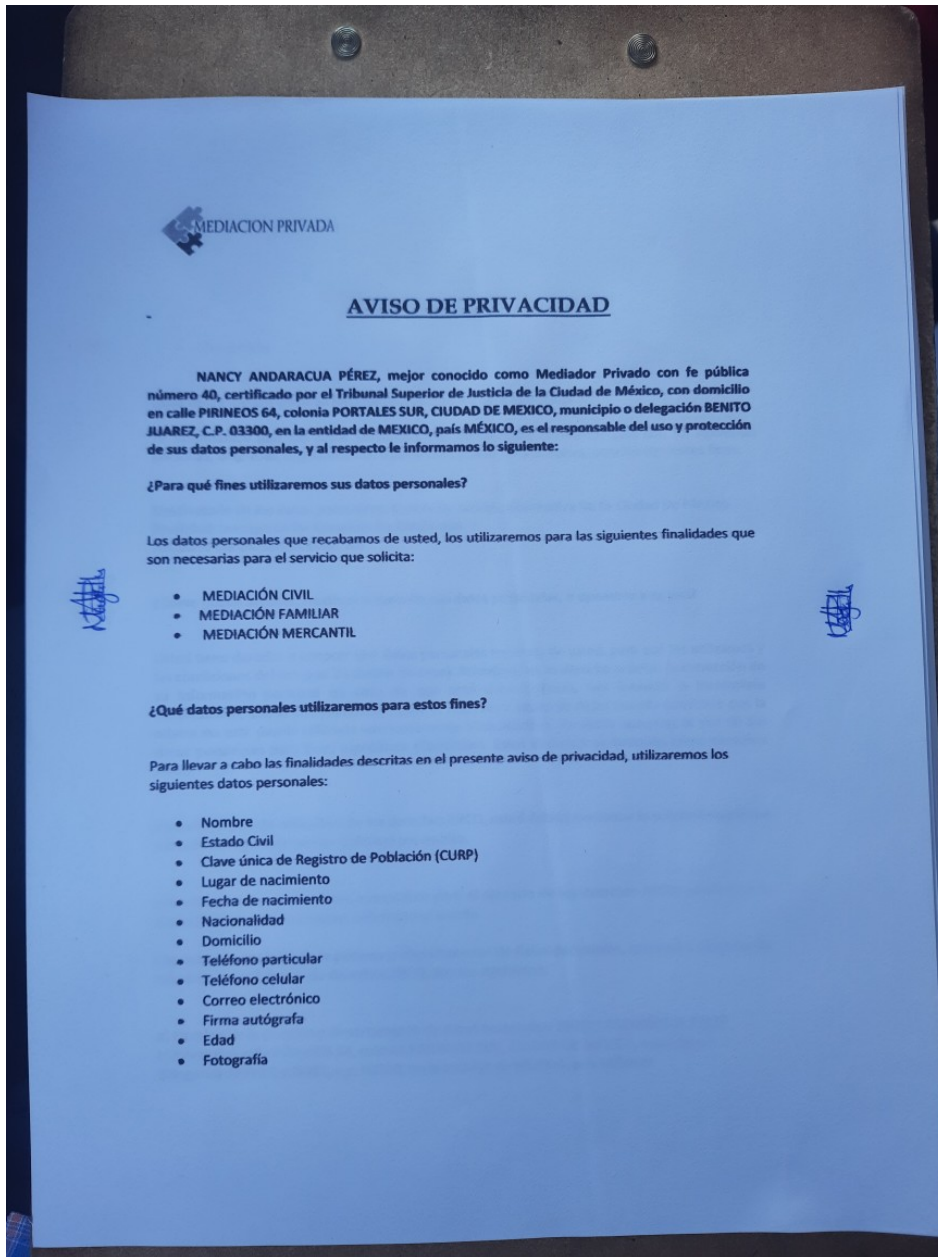 MEDIACION PRIVADA
AVISO DE PRIVACIDAD
NANCY ANDARACUA PÉREZ, mejor conocido como Mediador Privado con fe pública
número 40, certificado por el Tribunal Superior de Justicia de la Ciudad de México, con domicilio
en calle PIRINEOS 64, colonia PORTALES SUR, CIUDAD DE MEXICO, municipio o delegación BENITO
JUAREZ, C.P. 03300, en la entidad de MEXICO, país MÉXICO, es el responsable del uso y protección
de sus datos personales, y al respecto le informamos lo siguiente:
¿Para qué fines utilizaremos sus datos personales?
Los datos personales que recabamos de usted, los utilizaremos para las siguientes finalidades que
son necesarias para el servicio que solicita:
• MEDIACIÓN CIVIL
• MEDIACIÓN FAMILIAR
• MEDIACIÓN MERCANTIL
¿Qué datos personales utilizaremos para estos fines?
Para llevar a cabo las finalidades descritas en el presente aviso de privacidad, utilizaremos los
siguientes datos personales:
• Nombre
• Estado Civil
• Clave única de Registro de Población (CURP)
• Lugar de nacimiento
• Fecha de nacimiento
• Nacionalidad
• Domicilio
• Teléfono particular
• Teléfono celular
• Correo electrónico
• Firma autógrafa
• Edad
• Fotografía